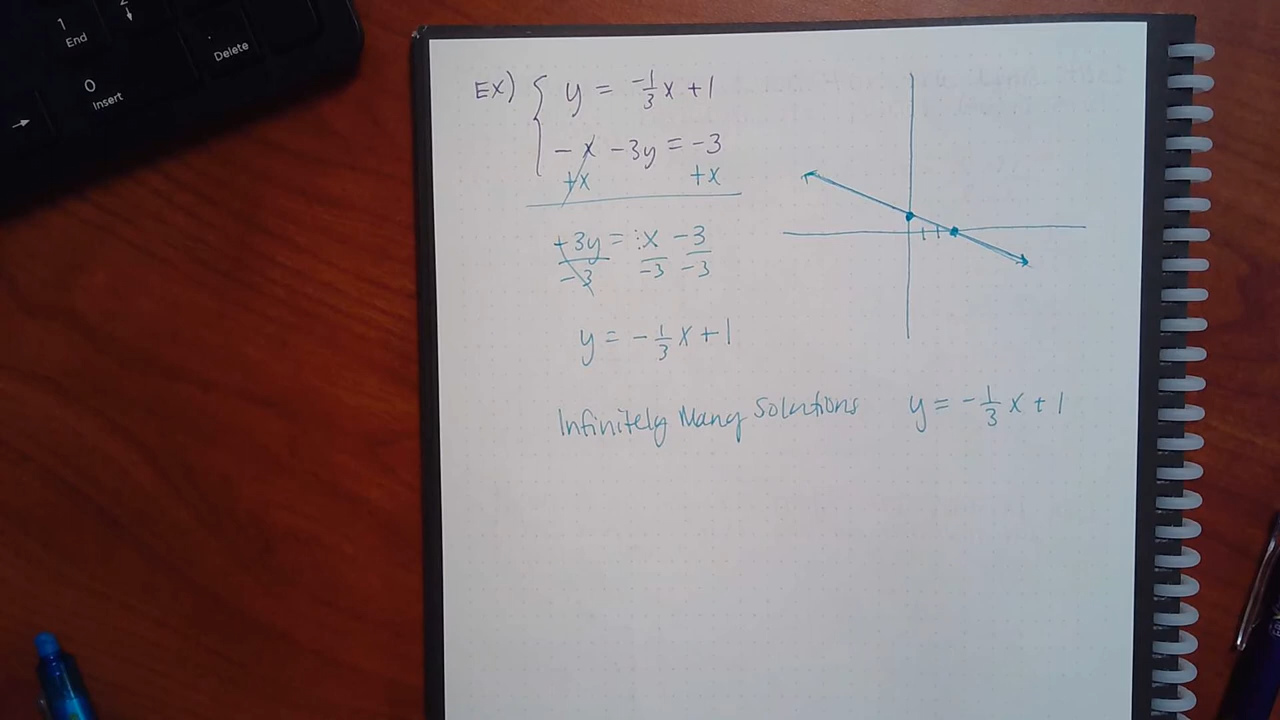 1
End
2
↓
.
Delete
0
Insert
→
EX) { y = -1/3 x + 1
- x - 3y = -3
+x +x
+3y = x - 3
-3 -3 -3
y = - 1/3 x + 1
Infinitely Many Solutions y = - 1/3 x + 1